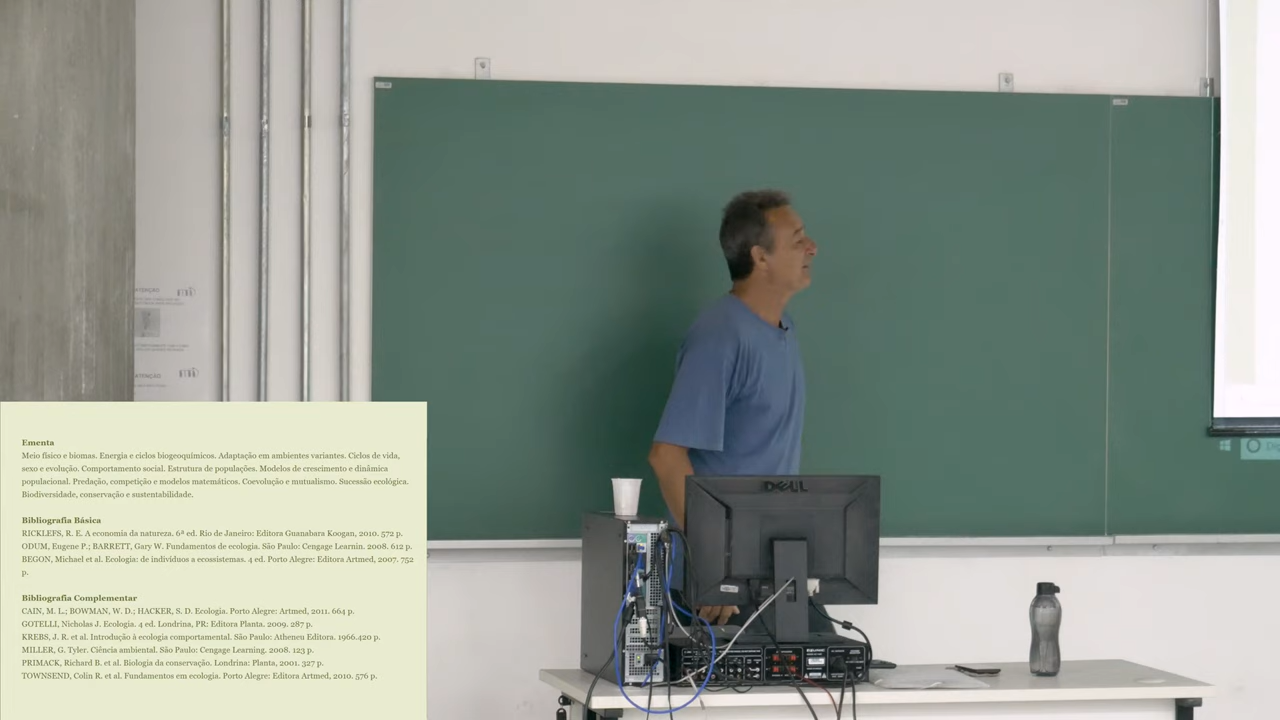 ATENÇÃO
ATENÇÃO
Ementa
Meio físico e biomas. Energia e ciclos biogeoquímicos. Adaptação em ambientes variantes. Ciclos de vida,
sexo e evolução. Comportamento social. Estrutura de populações. Modelos de crescimento e dinâmica
populacional. Predação, competição e modelos matemáticos. Coevolução e mutualismo. Sucessão ecológica.
Biodiversidade, conservação e sustentabilidade.
Bibliografia Básica
RICKLEFS, R. E. A economia da natureza. 6ª ed. Rio de Janeiro: Editora Guanabara Koogan, 2010. 572 p.
ODUM, Eugene P.; BARRETT, Gary W. Fundamentos de ecologia. São Paulo: Cengage Learnin. 2008. 612 p.
BEGON, Michael et al. Ecologia: de indivíduos a ecossistemas. 4 ed. Porto Alegre: Editora Artmed, 2007. 752
p.
Bibliografia Complementar
CAIN, M. L.; BOWMAN, W. D.; HACKER, S. D. Ecologia. Porto Alegre: Artmed, 2011. 664 p.
GOTELLI, Nicholas J. Ecologia. 4 ed. Londrina, PR: Editora Planta. 2009. 287 p.
KREBS, J. R. et al. Introdução à ecologia comportamental. São Paulo: Atheneu Editora. 1966.420 p.
MILLER, G. Tyler. Ciência ambiental. São Paulo: Cengage Learning. 2008. 123 p.
PRIMACK, Richard B. et al. Biologia da conservação. Londrina: Planta, 2001. 327 p.
TOWNSEND, Colin R. et al. Fundamentos em ecologia. Porto Alegre: Editora Artmed, 2010. 576 p.
DELL